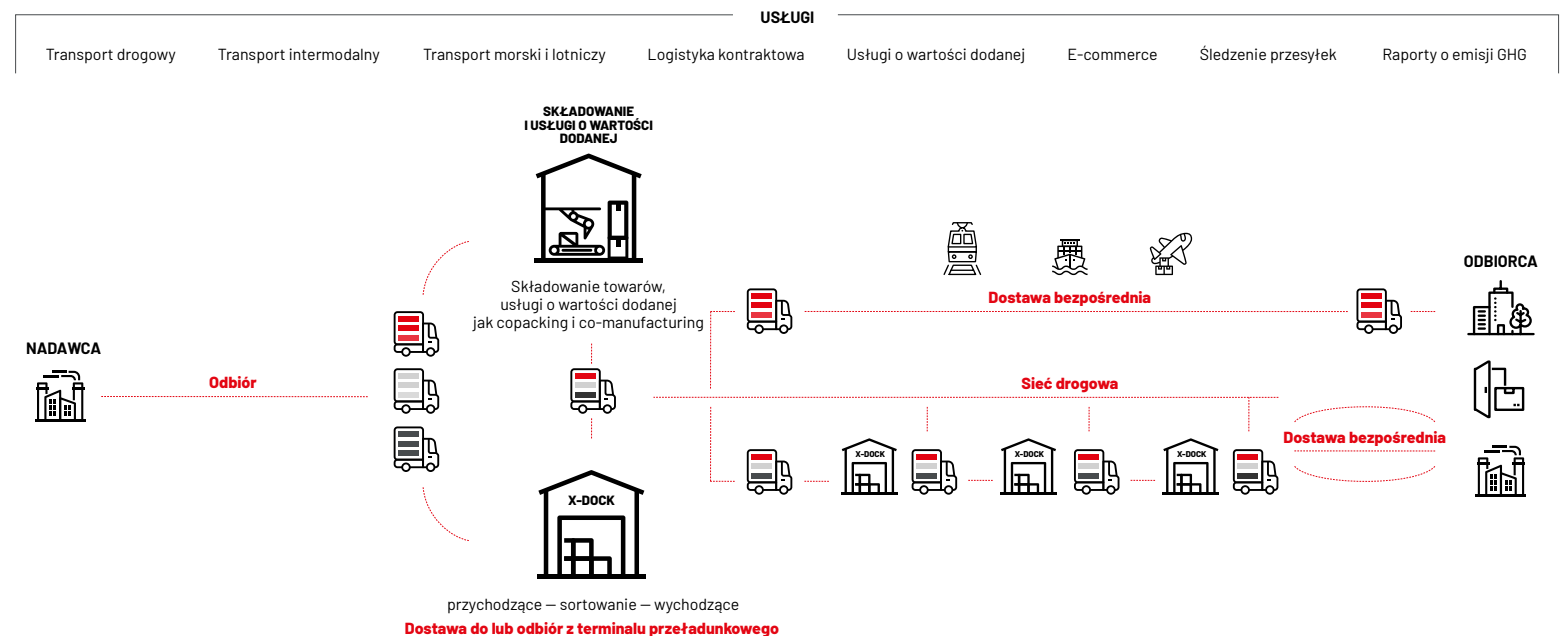 USŁUGI
Transport drogowy
Transport intermodalny
Transport morski i lotniczy
Logistyka kontraktowa
Usługi o wartości dodanej
E-commerce
Śledzenie przesyłek
Raporty o emisji GHG
SKŁADOWANIE
I USŁUGI O WARTOŚCI
DODANEJ
Składowanie towarów,
usługi o wartości dodanej
jak copacking i co-manufacturing
NADAWCA
Odbiór
Dostawa bezpośrednia
ODBIORCA
Sieć drogowa
Dostawa bezpośrednia
X-DOCK
X-DOCK
X-DOCK
X-DOCK
przychodzące — sortowanie — wychodzące
Dostawa do lub odbiór z terminalu przeładunkowego